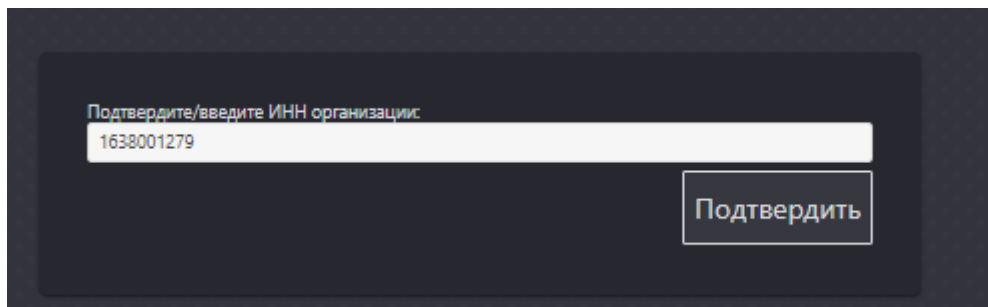 Подтвердите/введите ИНН организации:
1638001279
Подтвердить